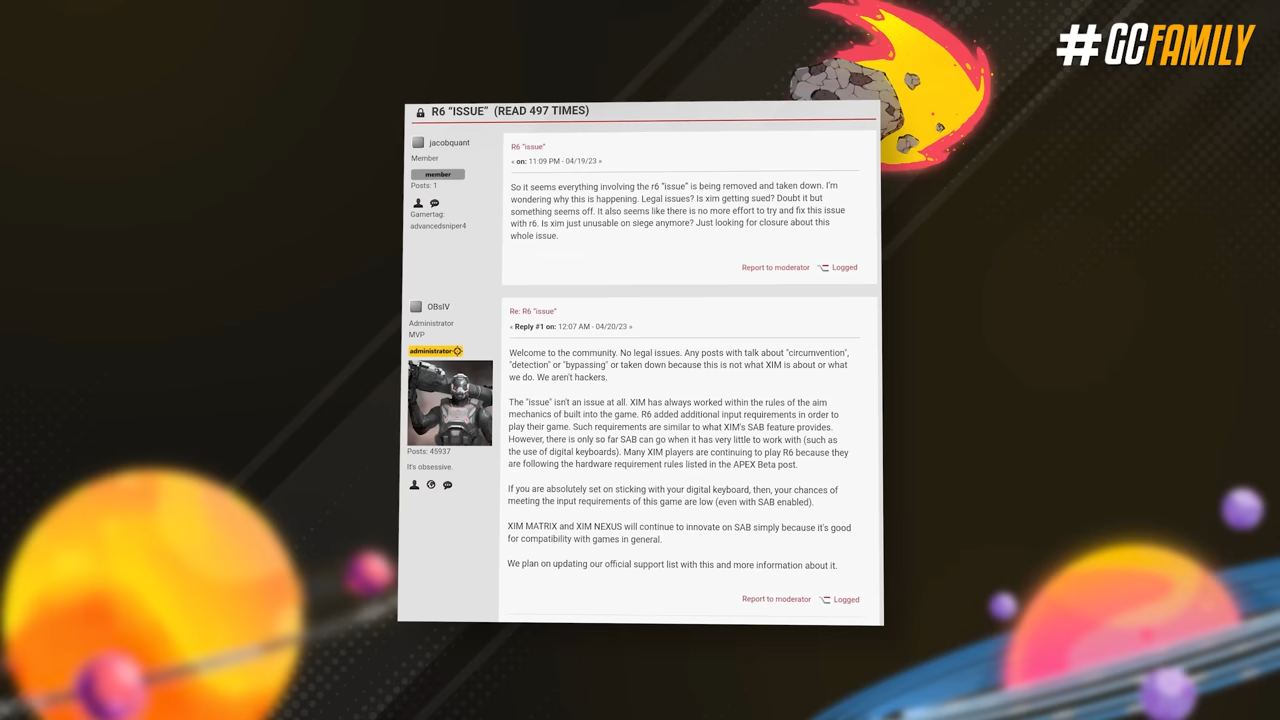 #GCFAMILY
R6 "ISSUE" (READ 497 TIMES)
jacobquant
Member
member
Posts: 1
Gamertag:
advancedsniper4
R6 "issue"
« on: 11:09 PM - 04/19/23 »
So it seems everything involving the r6 "issue" is being removed and taken down. I'm
wondering why this is happening. Legal issues? Is xim getting sued? Doubt it but
something seems off. It also seems like there is no more effort to try and fix this issue
with r6. Is xim just unusable on siege anymore? Just looking for closure about this
whole issue.
Report to moderator Logged
OBsIV
Administrator
MVP
administrator
Posts: 45937
It's obsessive.
Re: R6 "issue"
« Reply #1 on: 12:07 AM - 04/20/23 »
Welcome to the community. No legal issues. Any posts with talk about "circumvention",
"detection" or "bypassing" or taken down because this is not what XIM is about or what
we do. We aren't hackers.
The "issue" isn't an issue at all. XIM has always worked within the rules of the aim
mechanics of built into the game. R6 added additional input requirements in order to
play their game. Such requirements are similar to what XIM's SAB feature provides.
However, there is only so far SAB can go when it has very little to work with (such as
the use of digital keyboards). Many XIM players are continuing to play R6 because they
are following the hardware requirement rules listed in the APEX Beta post.
If you are absolutely set on sticking with your digital keyboard, then, your chances of
meeting the input requirements of this game are low (even with SAB enabled).
XIM MATRIX and XIM NEXUS will continue to innovate on SAB simply because it's good
for compatibility with games in general.
We plan on updating our official support list with this and more information about it.
Report to moderator Logged